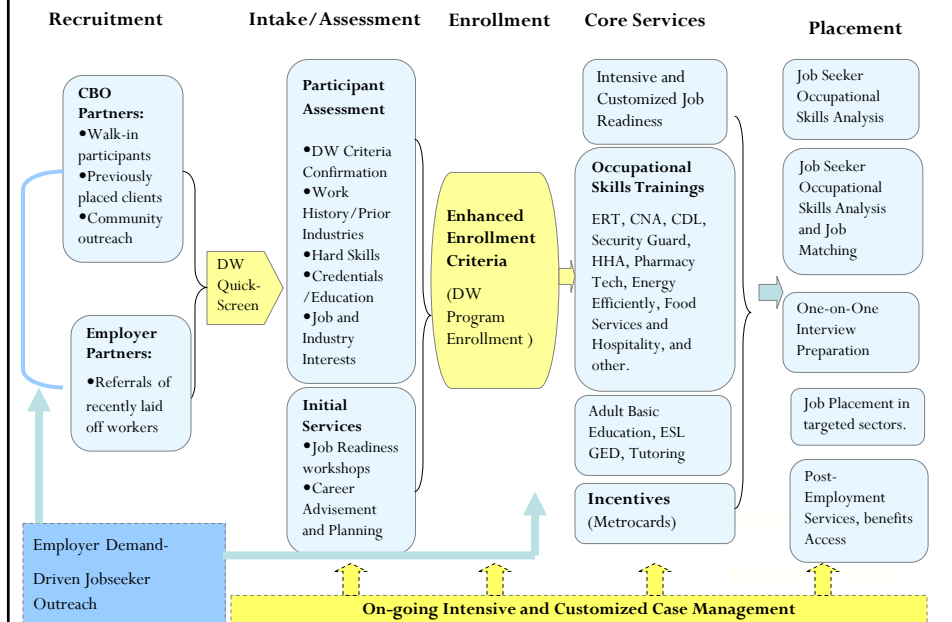 Recruitment
Intake/Assessment
Enrollment
Core Services
Placement
CBO
Partners:
•Walk-in
participants
•Previously
placed clients
•Community
outreach
Employer
Partners:
•Referrals of
recently laid
off workers
Employer Demand-
Driven Jobseeker
Outreach
DW
Quick-
Screen
Participant
Assessment
•DW Criteria
Confirmation
•Work
History/Prior
Industries
•Hard Skills
•Credentials
/Education
•Job and
Industry
Interests
Initial
Services
•Job Readiness
workshops
•Career
Advisement
and Planning
Enhanced
Enrollment
Criteria
(DW
Program
Enrollment )
Intensive and
Customized Job
Readiness
Occupational
Skills Trainings
ERT, CNA, CDL,
Security Guard,
HHA, Pharmacy
Tech, Energy
Efficiently, Food
Services and
Hospitality, and
other.
Adult Basic
Education, ESL
GED, Tutoring
Incentives
(Metrocards)
Job Seeker
Occupational
Skills Analysis
Job Seeker
Occupational
Skills Analysis
and Job
Matching
One-on-One
Interview
Preparation
Job Placement in
targeted sectors.
Post-
Employment
Services, benefits
Access
On-going Intensive and Customized Case Management